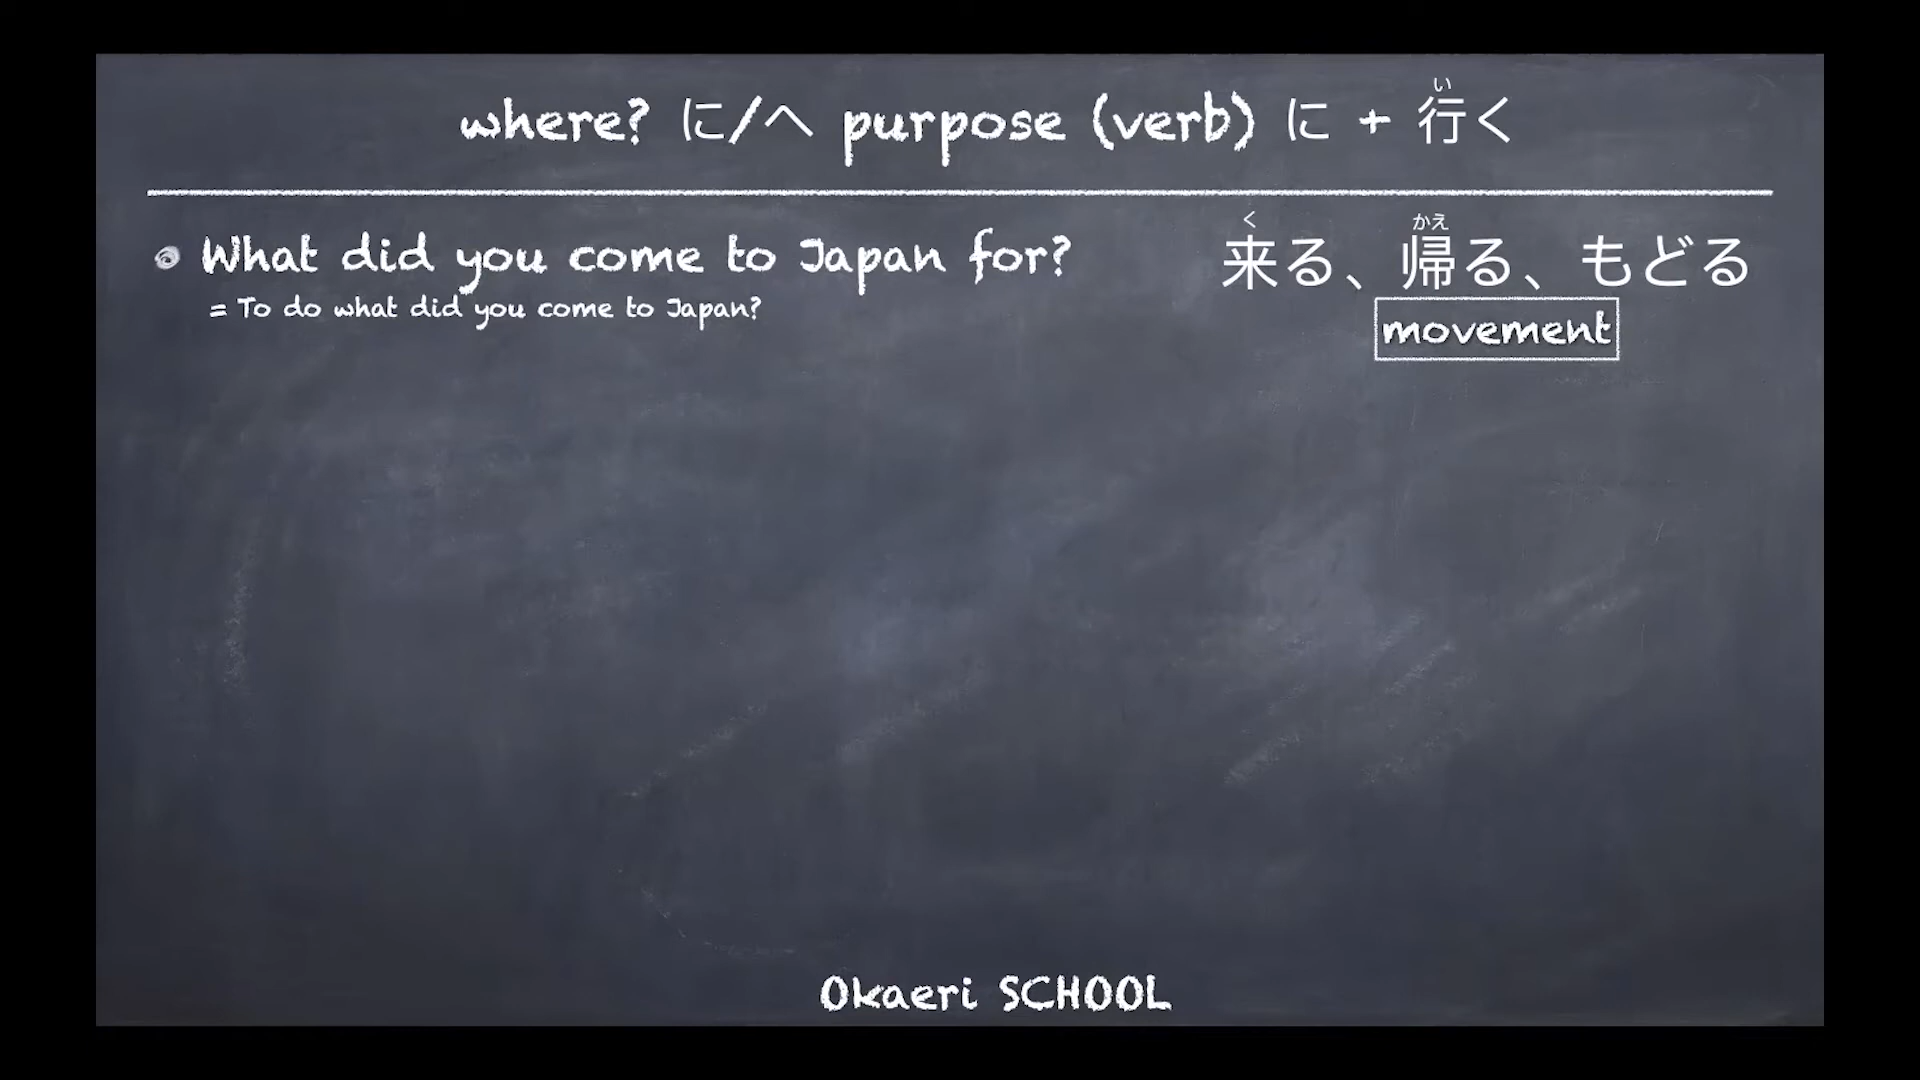 where? に/へ purpose (verb) に + 行く
い
What did you come to Japan for?
= To do what did you come to Japan?
く かえ
来る、帰る、もどる
movement
Okaeri SCHOOL